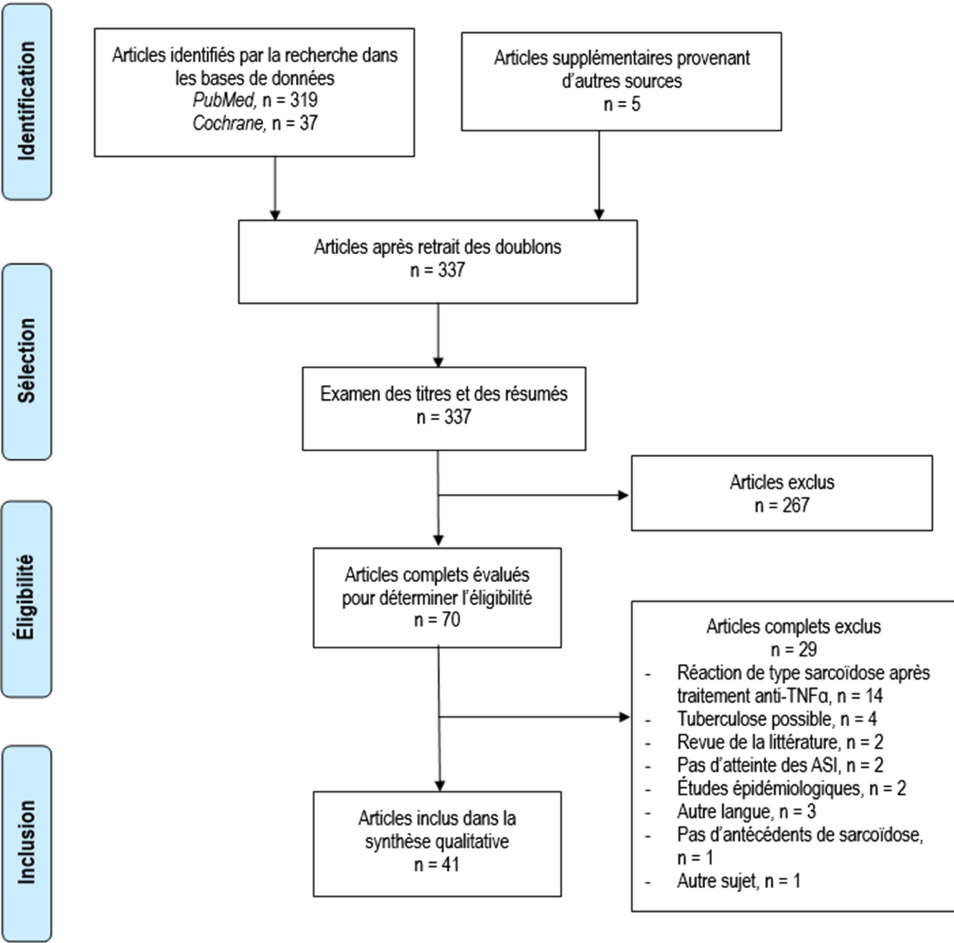 Identification
Articles identifiés par la recherche dans
les bases de données
PubMed, n = 319
Cochrane, n = 37
Articles supplémentaires provenant
d'autres sources
n = 5
Articles après retrait des doublons
n = 337
Sélection
Examen des titres et des résumés
n = 337
Articles exclus
n = 267
Éligibilité
Articles complets évalués
pour déterminer l'éligibilité
n = 70
Articles complets exclus
n = 29
- Réaction de type sarcoïdose après
traitement anti-TNFα, n = 14
- Tuberculose possible, n = 4
- Revue de la littérature, n = 2
- Pas d'atteinte des ASI, n = 2
- Études épidémiologiques, n = 2
- Autre langue, n = 3
- Pas d'antécédents de sarcoïdose,
n = 1
- Autre sujet, n = 1
Inclusion
Articles inclus dans la
synthèse qualitative
n = 41